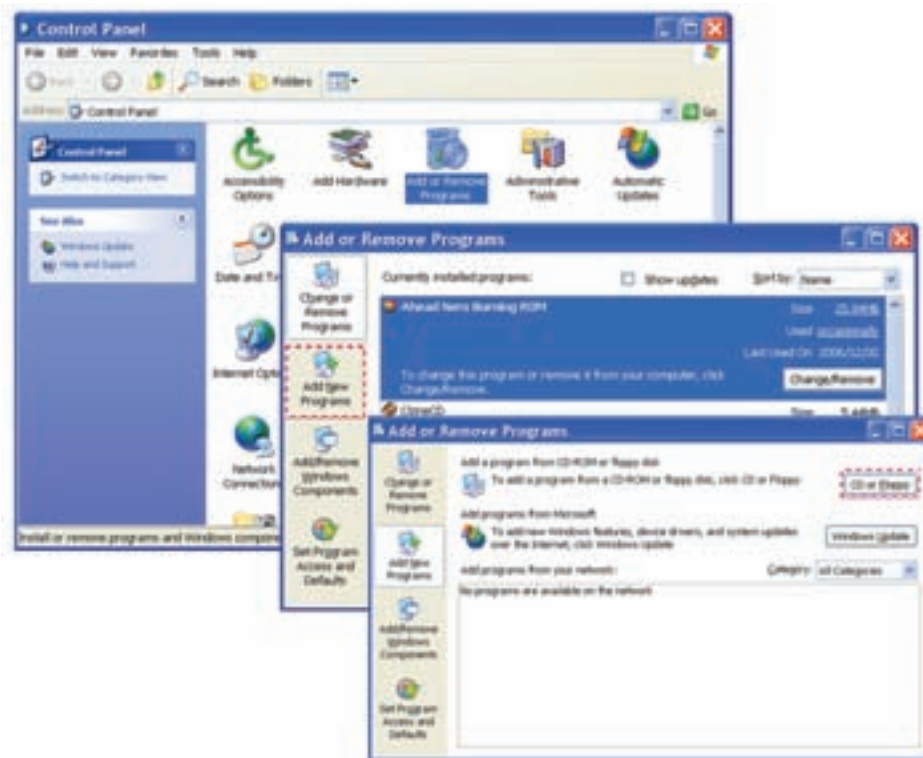 Control Panel
File Edit View Favorites Tools Help
Back Search Folders
Address Control Panel Go
Control Panel
Switch to Category View
See Also
Windows Update
Help and Support
Accessibility Options
Add Hardware
Add or Remove Programs
Administrative Tools
Automatic Updates
Date and
Internet
Network
Install or remove programs and Windows
Add or Remove Programs
Change or Remove Programs
Add New Programs
Add/Remove Windows Components
Set Program Access and Defaults
Currently installed programs:
Show updates
Sort by: Name
Ahead Nero Burning ROM
Size
Used occasionally
Last Used On
To change this program or remove it from your computer, click
Change/Remove.
Change/Remove
CloneCD
Size
Add or Remove Programs
Change or Remove Programs
Add New Programs
Add/Remove Windows Components
Set Program Access and Defaults
Add a program from CD-ROM or floppy disk
To add a program from a CD-ROM or floppy disk, click CD or Floppy
CD or Floppy
Add programs from Microsoft
To add new Windows features, device drivers, and system updates
over the Internet, click Windows Update
Windows Update
Add programs from your network:
Category: All Categories
No programs are available on the network